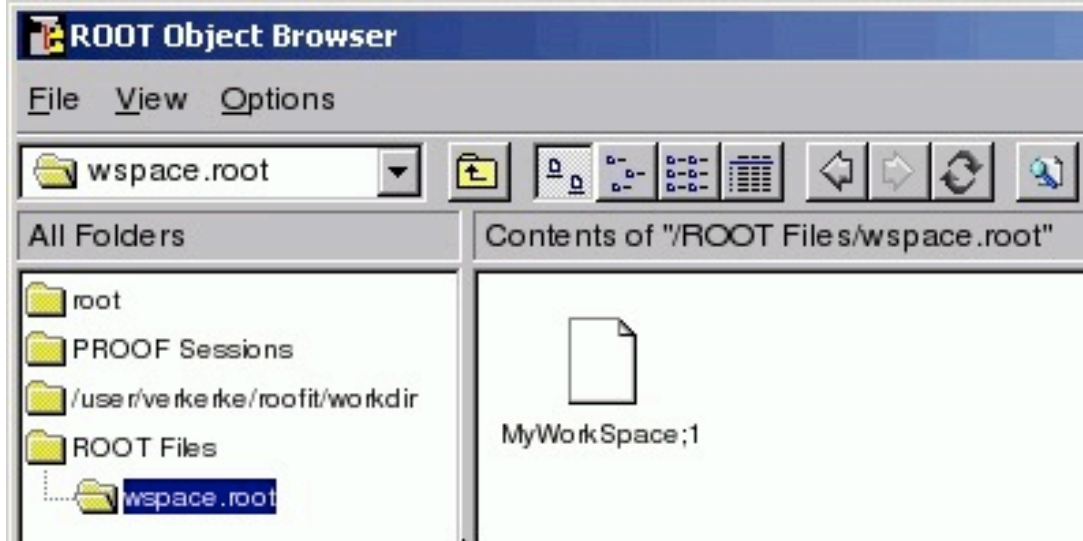 ROOT Object Browser
File View Options
wspace.root
All Folders
Contents of "/ROOT Files/wspace.root"
root
PROOF Sessions
/user/verkerke/roofit/workdir
ROOT Files
wspace.root
MyWorkSpace;1